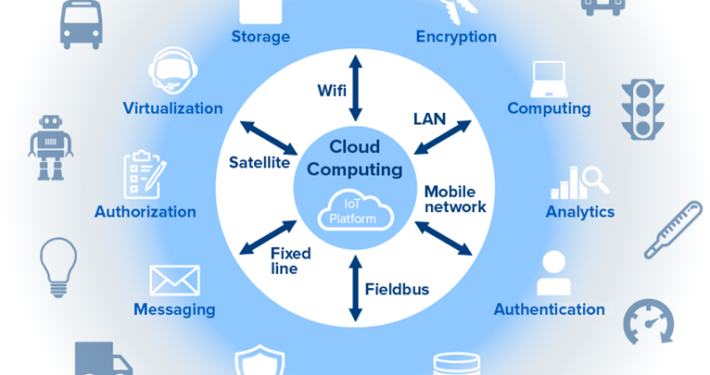 Storage
Encryption
Wifi
Virtualization
LAN
Computing
Cloud
Computing
Satellite
Mobile
network
IoT
Platform
Authorization
Analytics
Fixed
line
Fieldbus
Messaging
Authentication